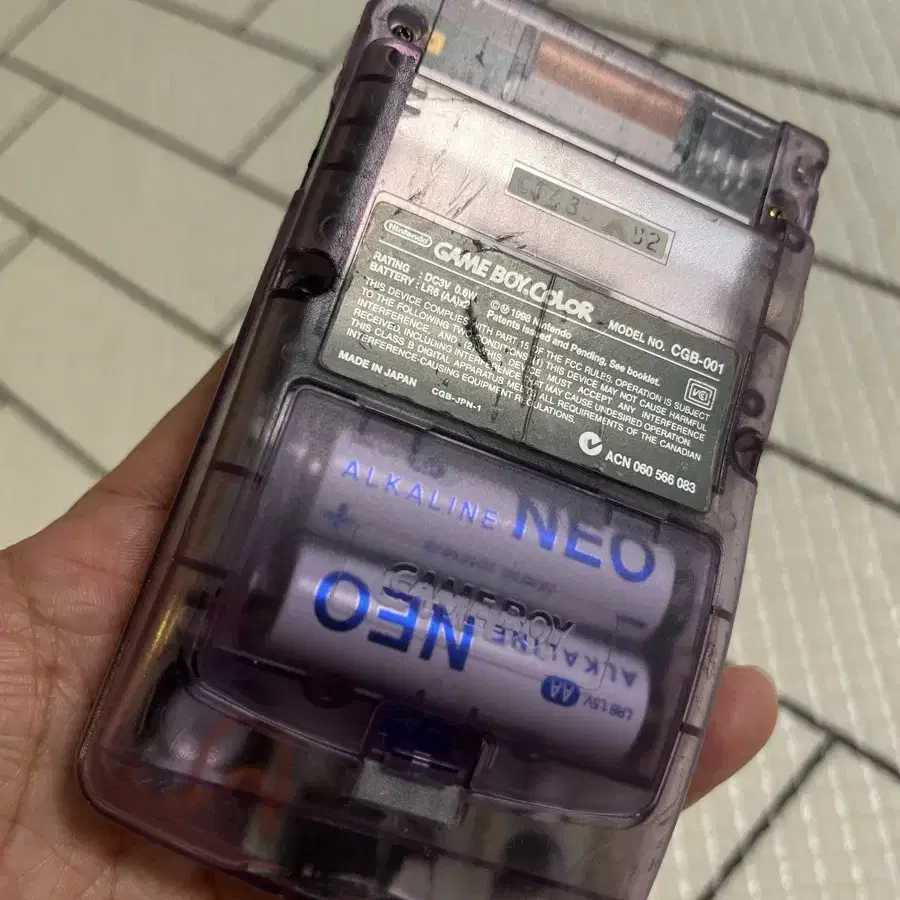 Nintendo
GAME BOY COLOR
RATING : DC3V 0.6W
BATTERY : LR6 (AA)x2
©®1998 Nintendo
Patents issued and Pending, See booklet.
MODEL NO. CGB-001
THIS DEVICE COMPLIES WITH PART 15 OF THE FCC RULES. OPERATION IS SUBJECT
TO THE FOLLOWING TWO CONDITIONS: THIS DEVICE MAY NOT CAUSE HARMFUL
INTERFERENCE, AND MUST ACCEPT ANY INTERFERENCE
RECEIVED, INCLUDING INTERFERENCE THAT MAY CAUSE UNDESIRED OPERATION.
THIS CLASS B DIGITAL APPARATUS MEETS ALL REQUIREMENTS OF THE CANADIAN
INTERFERENCE-CAUSING EQUIPMENT REGULATIONS.
MADE IN JAPAN
CGB-JPN-1
ACN 060 566 083
ALKALINE NEO
GAME BOY
NEO ALKALINE
AA LR6 1.5V